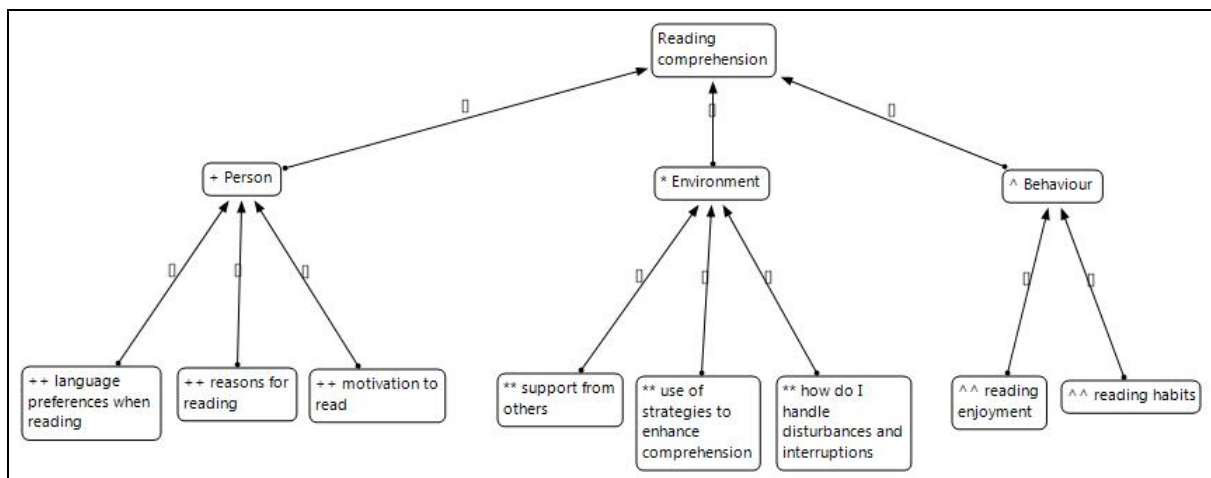 Reading
comprehension
+ Person
* Environment
^ Behaviour
++ language
preferences when
reading
++ reasons for
reading
++ motivation to
read
** support from
others
** use of
strategies to
enhance
comprehension
** how do I
handle
disturbances and
interruptions
^^ reading
enjoyment
^^ reading habits